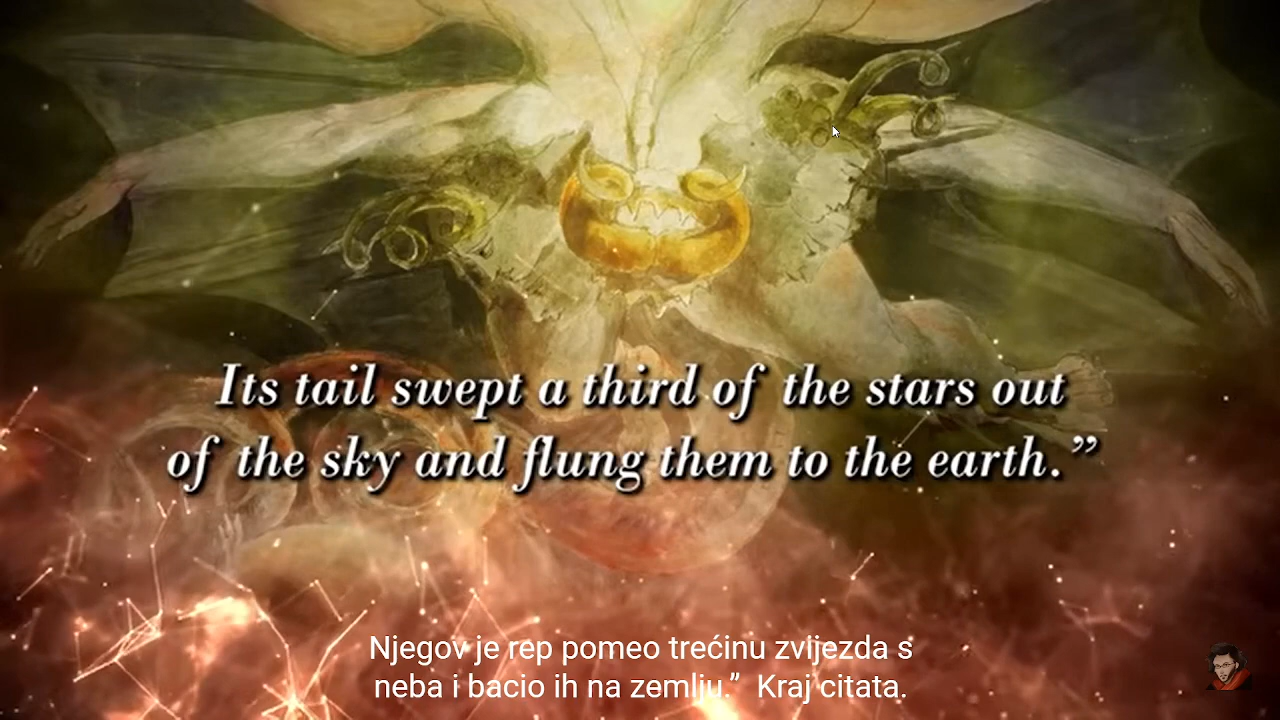 Its tail swept a third of the stars out
of the sky and flung them to the earth.”
Njegov je rep pomeo trećinu zvijezda s
neba i bacio ih na zemlju.” Kraj citata.